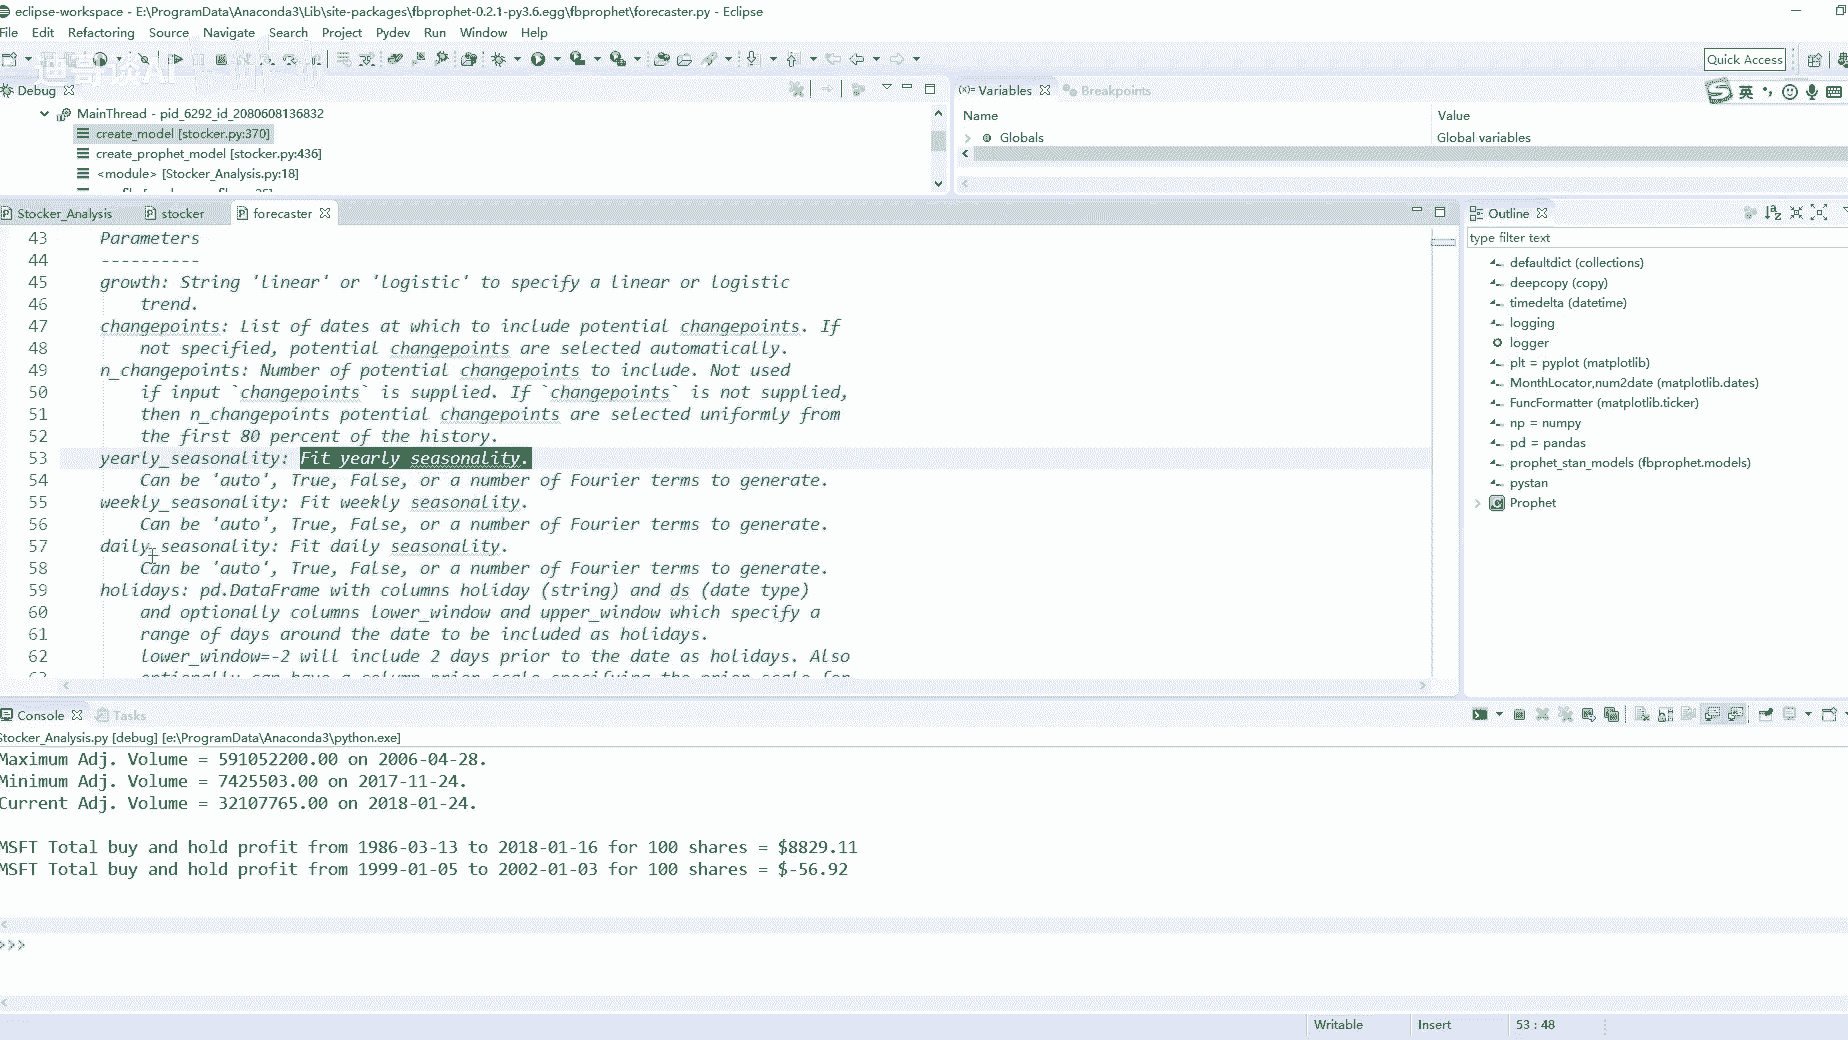 eclipse-workspace - E:\ProgramData\Anaconda3\Lib\site-packages\fbprophet-0.2.1-py3.6.egg\fbprophet\forecaster.py - Eclipse
File Edit Refactoring Source Navigate Search Project Pydev Run Window Help
Quick Access
Debug
(x)= Variables Breakpoints
英
MainThread - pid_6292_id_2080608136832
create_model [stocker.py:370]
create_prophet_model [stocker.py:436]
<module> [Stocker_Analysis.py:18]
Name Value
Globals Global variables
Stocker_Analysis stocker forecaster
43 Parameters
44 ----------
45 growth: String 'linear' or 'logistic' to specify a linear or logistic
46 trend.
47 changepoints: List of dates at which to include potential changepoints. If
48 not specified, potential changepoints are selected automatically.
49 n_changepoints: Number of potential changepoints to include. Not used
50 if input `changepoints` is supplied. If `changepoints` is not supplied,
51 then n_changepoints potential changepoints are selected uniformly from
52 the first 80 percent of the history.
53 yearly_seasonality: Fit yearly seasonality.
54 Can be 'auto', True, False, or a number of Fourier terms to generate.
55 weekly_seasonality: Fit weekly seasonality.
56 Can be 'auto', True, False, or a number of Fourier terms to generate.
57 daily_seasonality: Fit daily seasonality.
58 Can be 'auto', True, False, or a number of Fourier terms to generate.
59 holidays: pd.DataFrame with columns holiday (string) and ds (date type)
60 and optionally columns lower_window and upper_window which specify a
61 range of days around the date to be included as holidays.
62 lower_window=-2 will include 2 days prior to the date as holidays. Also
Outline
type filter text
defaultdict (collections)
deepcopy (copy)
timedelta (datetime)
logging
logger
plt = pyplot (matplotlib)
MonthLocator,num2date (matplotlib.dates)
FuncFormatter (matplotlib.ticker)
np = numpy
pd = pandas
prophet_stan_models (fbprophet.models)
pystan
Prophet
Console Tasks
Stocker_Analysis.py [debug] [e:\ProgramData\Anaconda3\python.exe]
Maximum Adj. Volume = 591052200.00 on 2006-04-28.
Minimum Adj. Volume = 7425503.00 on 2017-11-24.
Current Adj. Volume = 32107765.00 on 2018-01-24.
MSFT Total buy and hold profit from 1986-03-13 to 2018-01-16 for 100 shares = $8829.11
MSFT Total buy and hold profit from 1999-01-05 to 2002-01-03 for 100 shares = $-56.92
>>>
Writable Insert 53 : 48